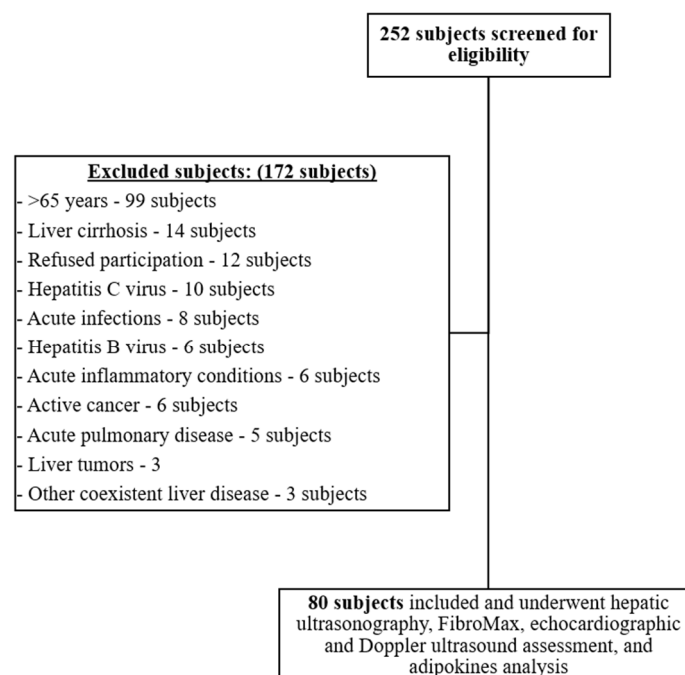 252 subjects screened for
eligibility
Excluded subjects: (172 subjects)
- >65 years - 99 subjects
- Liver cirrhosis - 14 subjects
- Refused participation - 12 subjects
- Hepatitis C virus - 10 subjects
- Acute infections - 8 subjects
- Hepatitis B virus - 6 subjects
- Acute inflammatory conditions - 6 subjects
- Active cancer - 6 subjects
- Acute pulmonary disease - 5 subjects
- Liver tumors - 3
- Other coexistent liver disease - 3 subjects
80 subjects included and underwent hepatic
ultrasonography, FibroMax, echocardiographic
and Doppler ultrasound assessment, and
adipokines analysis